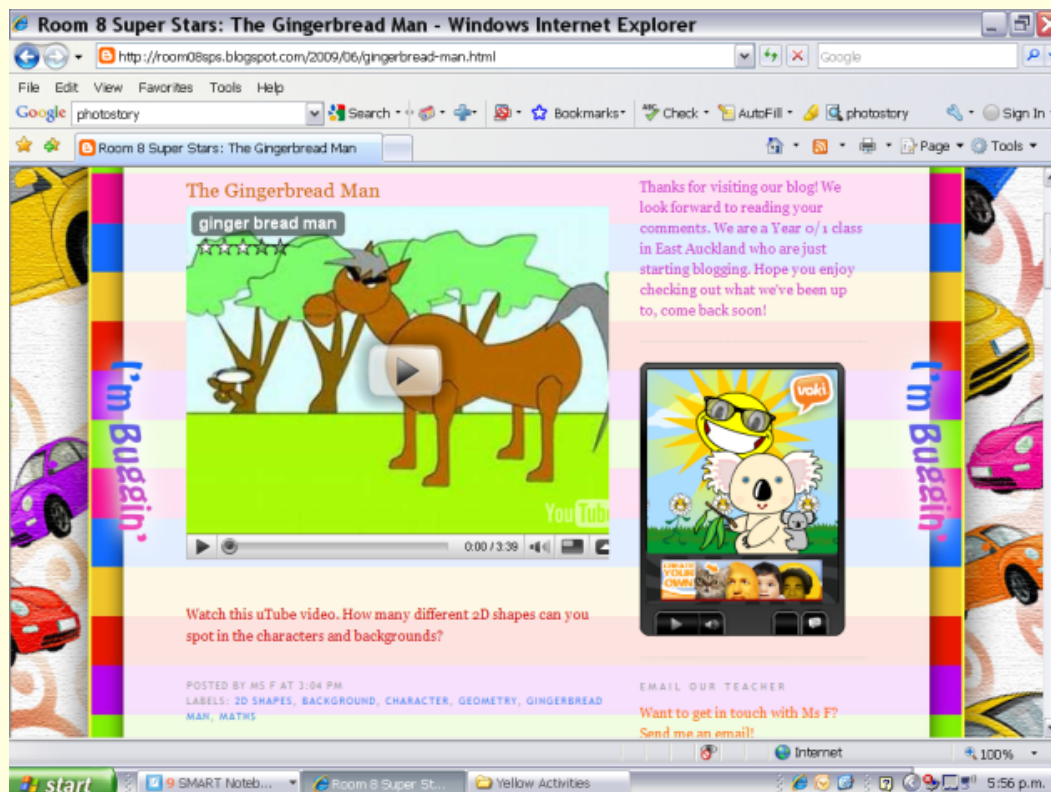 Room 8 Super Stars: The Gingerbread Man - Windows Internet Explorer
http://room08sps.blogspot.com/2009/06/gingerbread-man.html
Google
File Edit View Favorites Tools Help
Google photostory Search Bookmarks ABC Check AutoFill photostory Sign In
Room 8 Super Stars: The Gingerbread Man Page Tools
The Gingerbread Man
ginger bread man
YouTube
0:00 / 3:39
Watch this uTube video. How many different 2D shapes can you
spot in the characters and backgrounds?
POSTED BY MS F AT 3:04 PM
LABELS: 2D SHAPES, BACKGROUND, CHARACTER, GEOMETRY, GINGERBREAD
MAN, MATHS
Thanks for visiting our blog! We
look forward to reading your
comments. We are a Year 0/1 class
in East Auckland who are just
starting blogging. Hope you enjoy
checking out what we've been up
to, come back soon!
voki
CREATE
YOUR
OWN
EMAIL OUR TEACHER
Want to get in touch with Ms F?
Send me an email!
I'm Buggin'
I'm Buggin'
Internet 100%
start 9 SMART Noteb... Room 8 Super St... Yellow Activities 5:56 p.m.